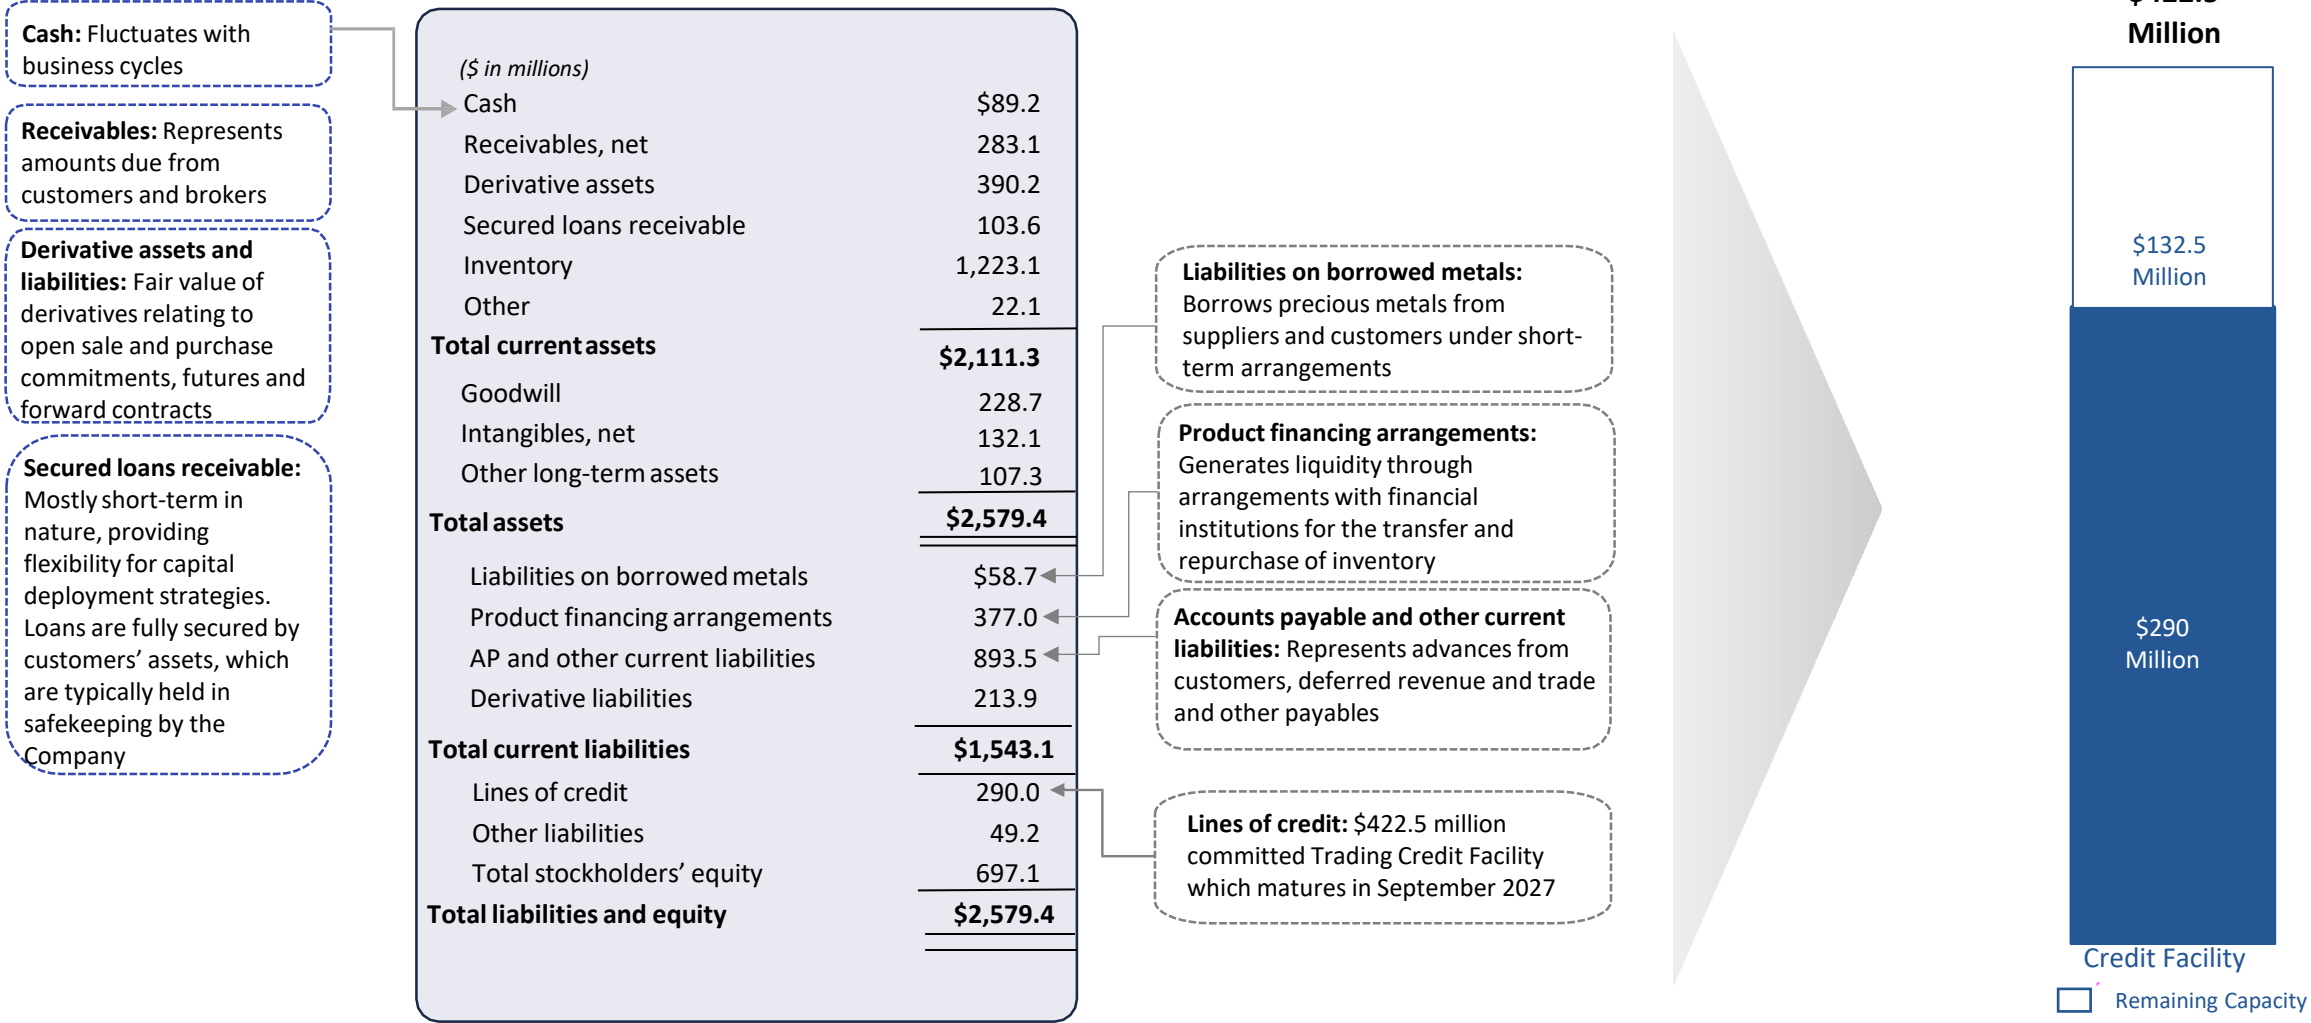 Cash: Fluctuates with
business cycles
Receivables: Represents
amounts due from
customers and brokers
Derivative assets and
liabilities: Fair value of
derivatives relating to
open sale and purchase
commitments, futures and
forward contracts
Secured loans receivable:
Mostly short-term in
nature, providing
flexibility for capital
deployment strategies.
Loans are fully secured by
customers’ assets, which
are typically held in
safekeeping by the
Company
($ in millions)
Cash $89.2
Receivables, net 283.1
Derivative assets 390.2
Secured loans receivable 103.6
Inventory 1,223.1
Other 22.1
Total current assets $2,111.3
Goodwill 228.7
Intangibles, net 132.1
Other long-term assets 107.3
Total assets $2,579.4
Liabilities on borrowed metals $58.7
Product financing arrangements 377.0
AP and other current liabilities 893.5
Derivative liabilities 213.9
Total current liabilities $1,543.1
Lines of credit 290.0
Other liabilities 49.2
Total stockholders’ equity 697.1
Total liabilities and equity $2,579.4
Liabilities on borrowed metals:
Borrows precious metals from
suppliers and customers under short-
term arrangements
Product financing arrangements:
Generates liquidity through
arrangements with financial
institutions for the transfer and
repurchase of inventory
Accounts payable and other current
liabilities: Represents advances from
customers, deferred revenue and trade
and other payables
Lines of credit: $422.5 million
committed Trading Credit Facility
which matures in September 2027
Million
$132.5
Million
$290
Million
Credit Facility
Remaining Capacity